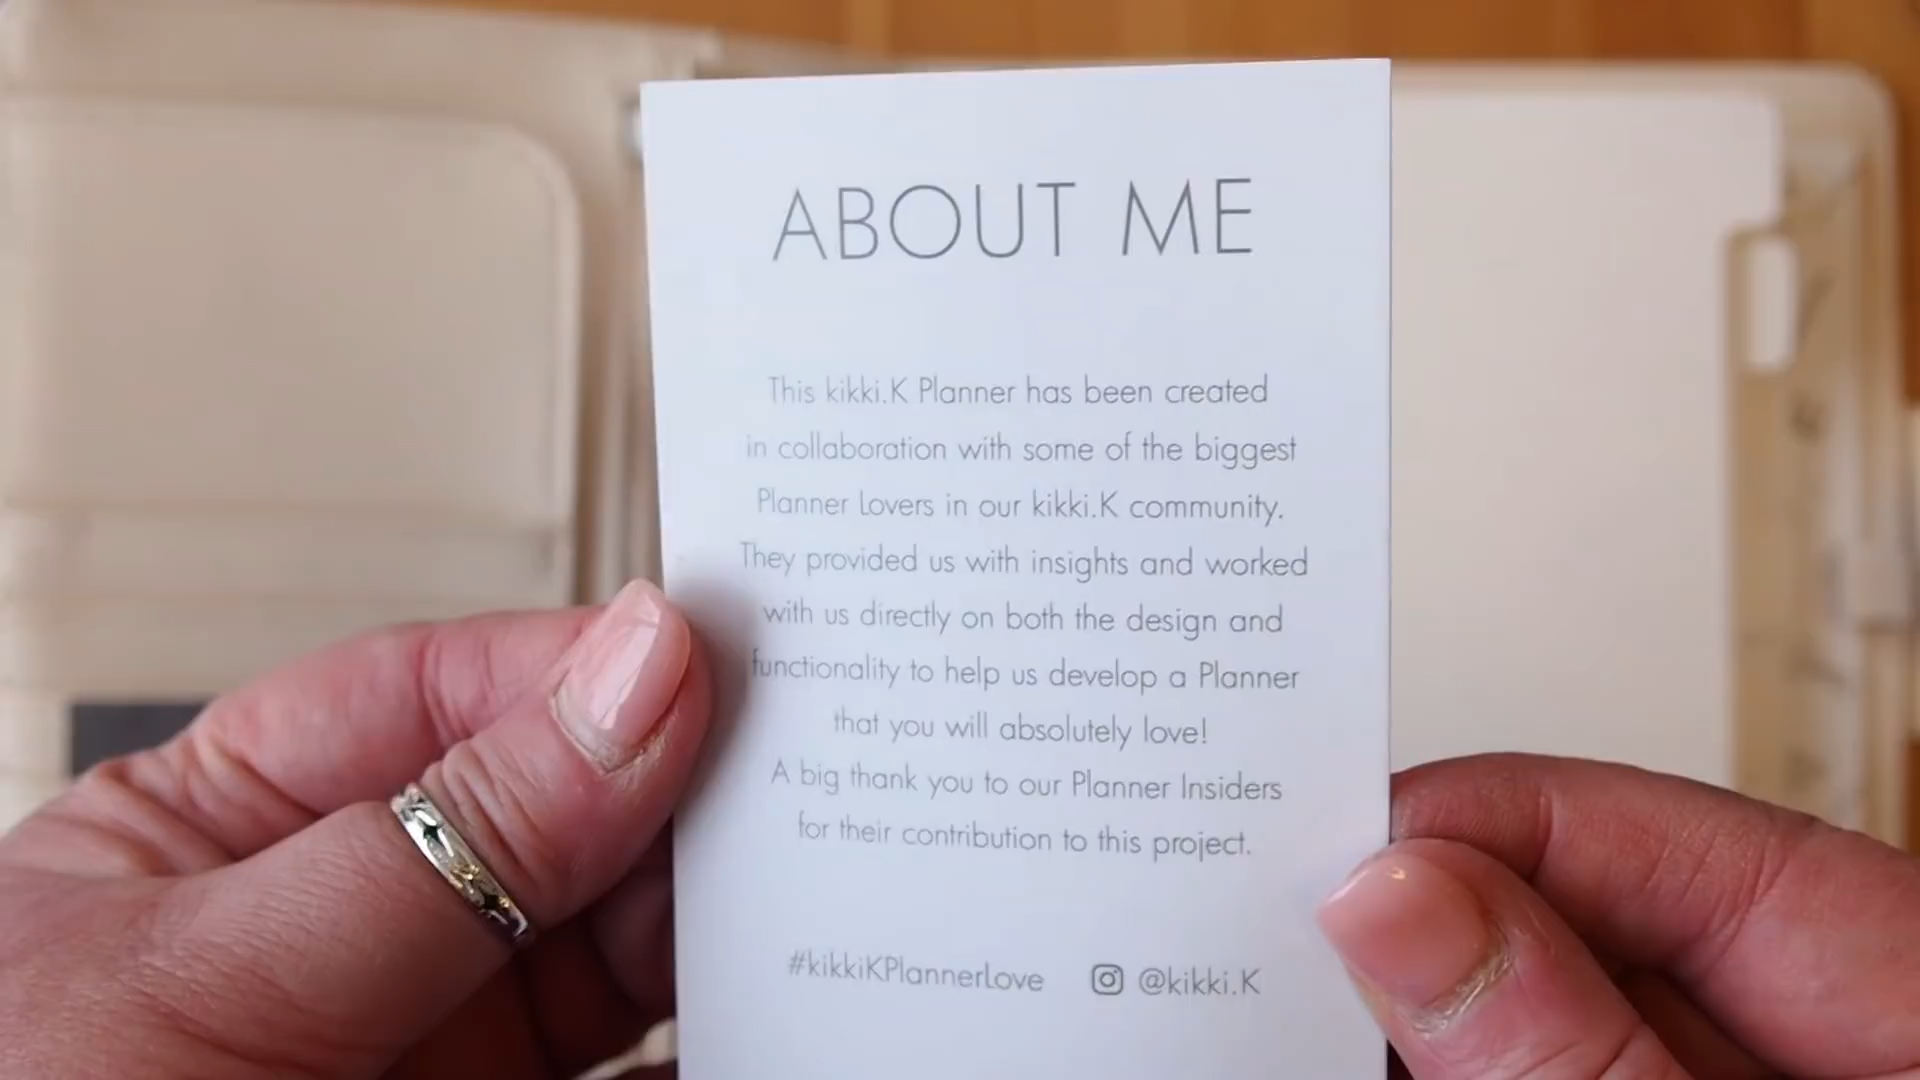 ABOUT ME
This kikki.K Planner has been created
in collaboration with some of the biggest
Planner Lovers in our kikki.K community.
They provided us with insights and worked
with us directly on both the design and
functionality to help us develop a Planner
that you will absolutely love!
A big thank you to our Planner Insiders
for their contribution to this project.
#kikkiKPlannerLove @kikki.K